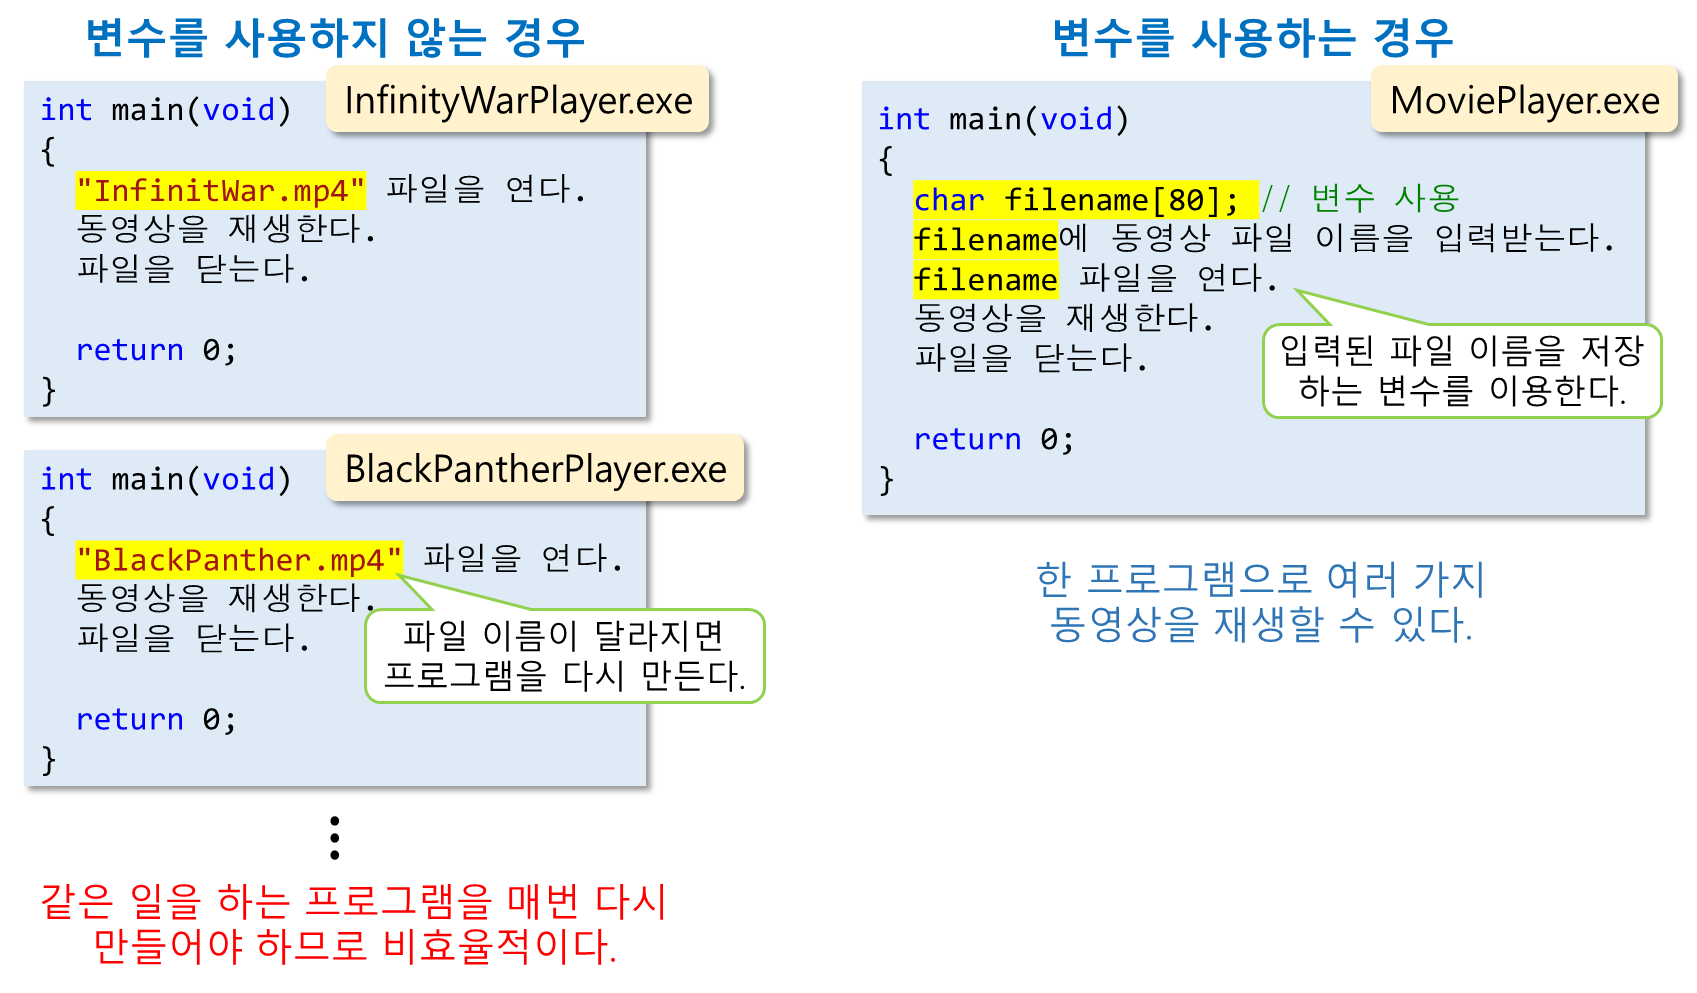 변수를 사용하지 않는 경우
InfinityWarPlayer.exe
int main(void)
{
"InfinitWar.mp4" 파일을 연다.
동영상을 재생한다.
파일을 닫는다.
return 0;
}
BlackPantherPlayer.exe
int main(void)
{
"BlackPanther.mp4" 파일을 연다.
동영상을 재생한다.
파일을 닫는다.
파일 이름이 달라지면
프로그램을 다시 만든다.
return 0;
}
같은 일을 하는 프로그램을 매번 다시
만들어야 하므로 비효율적이다.
변수를 사용하는 경우
MoviePlayer.exe
int main(void)
{
char filename[80]; // 변수 사용
filename에 동영상 파일 이름을 입력받는다.
filename 파일을 연다.
동영상을 재생한다.
파일을 닫는다.
입력된 파일 이름을 저장
하는 변수를 이용한다.
return 0;
}
한 프로그램으로 여러 가지
동영상을 재생할 수 있다.